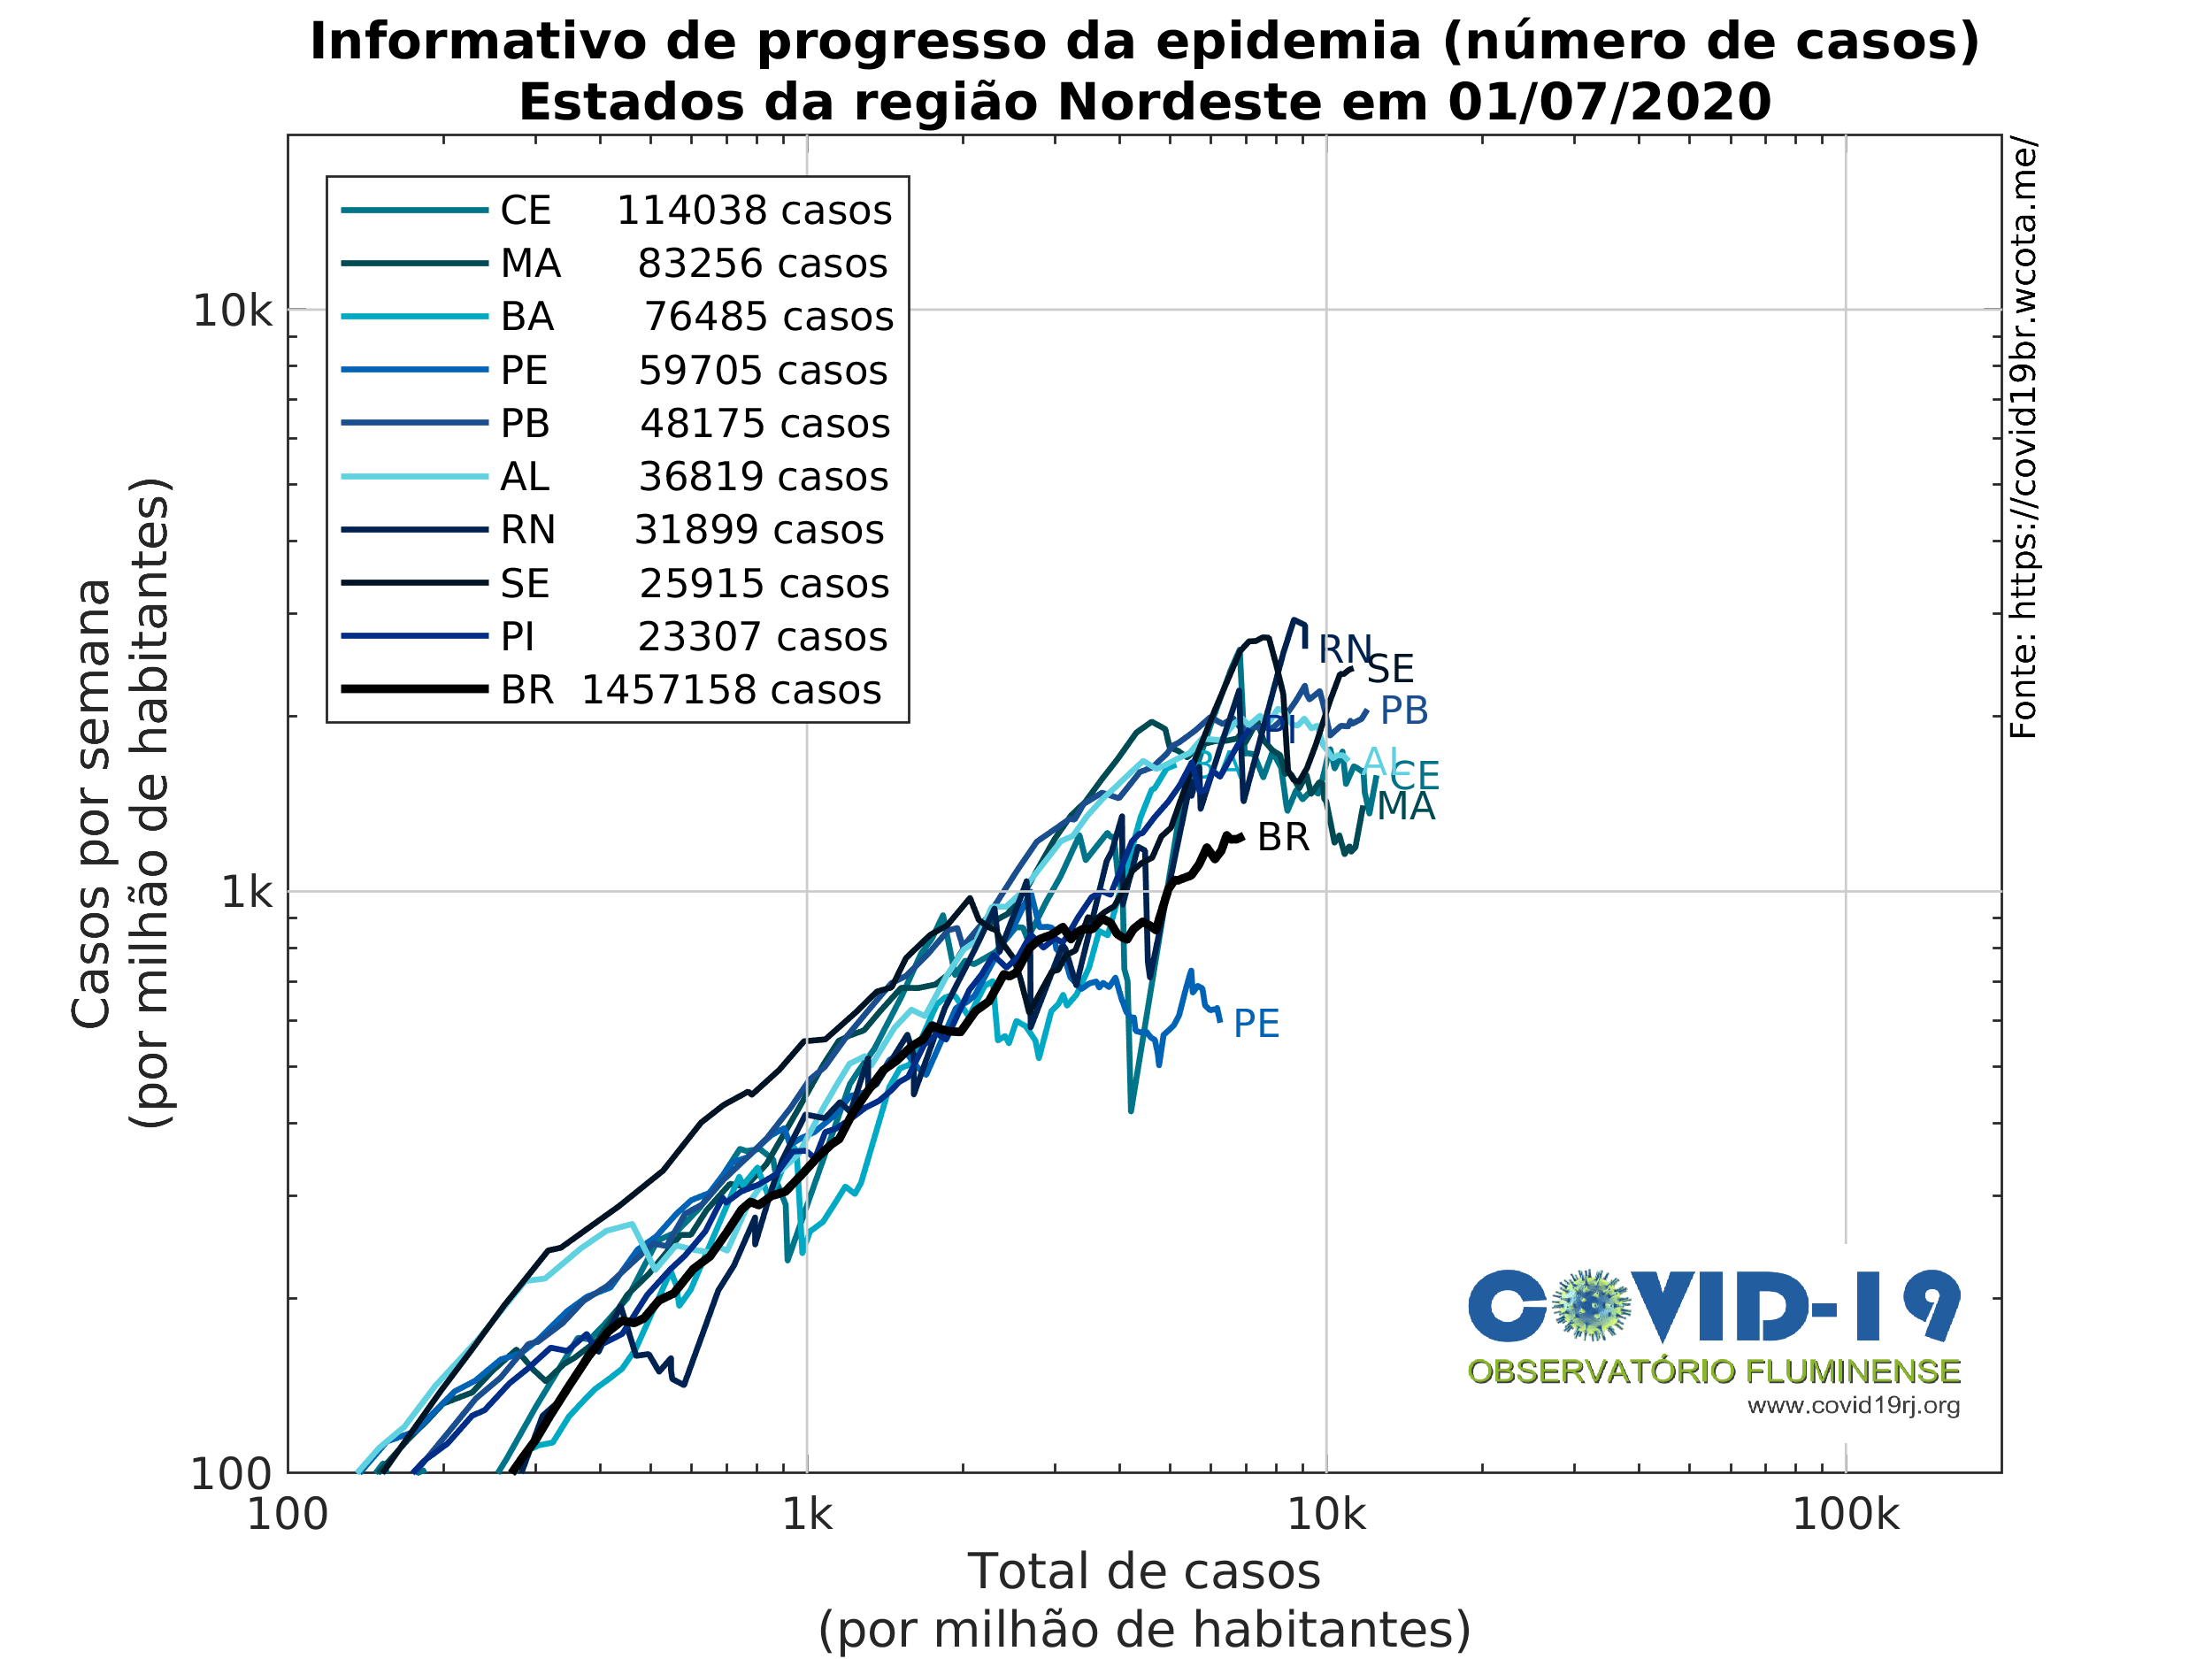 Informativo de progresso da epidemia (número de casos)
Estados da região Nordeste em 01/07/2020
Fonte: https://covid19br.wcota.me/
CE 114038 casos
MA 83256 casos
BA 76485 casos
PE 59705 casos
PB 48175 casos
AL 36819 casos
RN 31899 casos
SE 25915 casos
PI 23307 casos
BR 1457158 casos
Casos por semana
(por milhão de habitantes)
10k
1k
100
RN
SE
PB
PI
BA
AL
CE
MA
BR
PE
COVID-19
OBSERVATÓRIO FLUMINENSE
www.covid19rj.org
100
1k
10k
100k
Total de casos
(por milhão de habitantes)